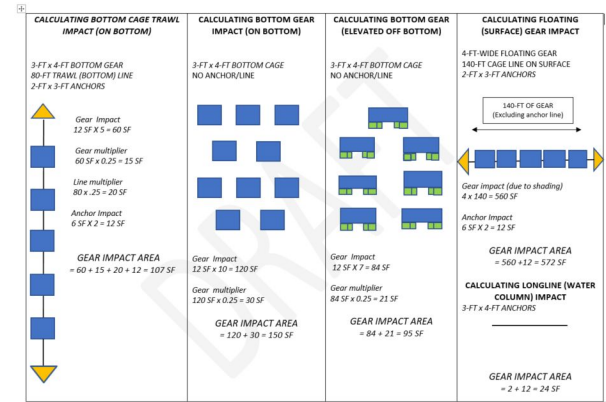 CALCULATING BOTTOM CAGE TRAWL
IMPACT (ON BOTTOM)
3-FT x 4-FT BOTTOM GEAR
80-FT TRAWL (BOTTOM) LINE
2-FT x 3-FT ANCHORS
Gear Impact
12 SF X 5 = 60 SF
Gear multiplier
60 SF x 0.25 = 15 SF
Line multiplier
80 x .25 = 20 SF
Anchor Impact
6 SF X 2 = 12 SF
GEAR IMPACT AREA
= 60 + 15 + 20 + 12 = 107 SF
CALCULATING BOTTOM GEAR
IMPACT (ON BOTTOM)
3-FT x 4-FT BOTTOM CAGE
NO ANCHOR/LINE
Gear Impact
12 SF x 10 = 120 SF
Gear multiplier
120 SF x 0.25 = 30 SF
GEAR IMPACT AREA
= 120 + 30 = 150 SF
CALCULATING BOTTOM GEAR
(ELEVATED OFF BOTTOM)
3-FT x 4-FT BOTTOM CAGE
NO ANCHOR/LINE
Gear Impact
12 SF x 7 = 84 SF
Gear multiplier
84 SF x 0.25 = 21 SF
GEAR IMPACT AREA
= 84 + 21 = 95 SF
CALCULATING FLOATING
(SURFACE) GEAR IMPACT
4-FT-WIDE FLOATING GEAR
140-FT CAGE LINE ON SURFACE
2-FT x 3-FT ANCHORS
140-FT OF GEAR
(Excluding anchor line)
Gear impact (due to shading)
4 x 140 = 560 SF
Anchor Impact
6 SF X 2 = 12 SF
GEAR IMPACT AREA
= 560 +12 = 572 SF
CALCULATING LONGLINE (WATER
COLUMN) IMPACT
3-FT x 4-FT ANCHORS
GEAR IMPACT AREA
= 2 + 12 = 24 SF
DRAFT